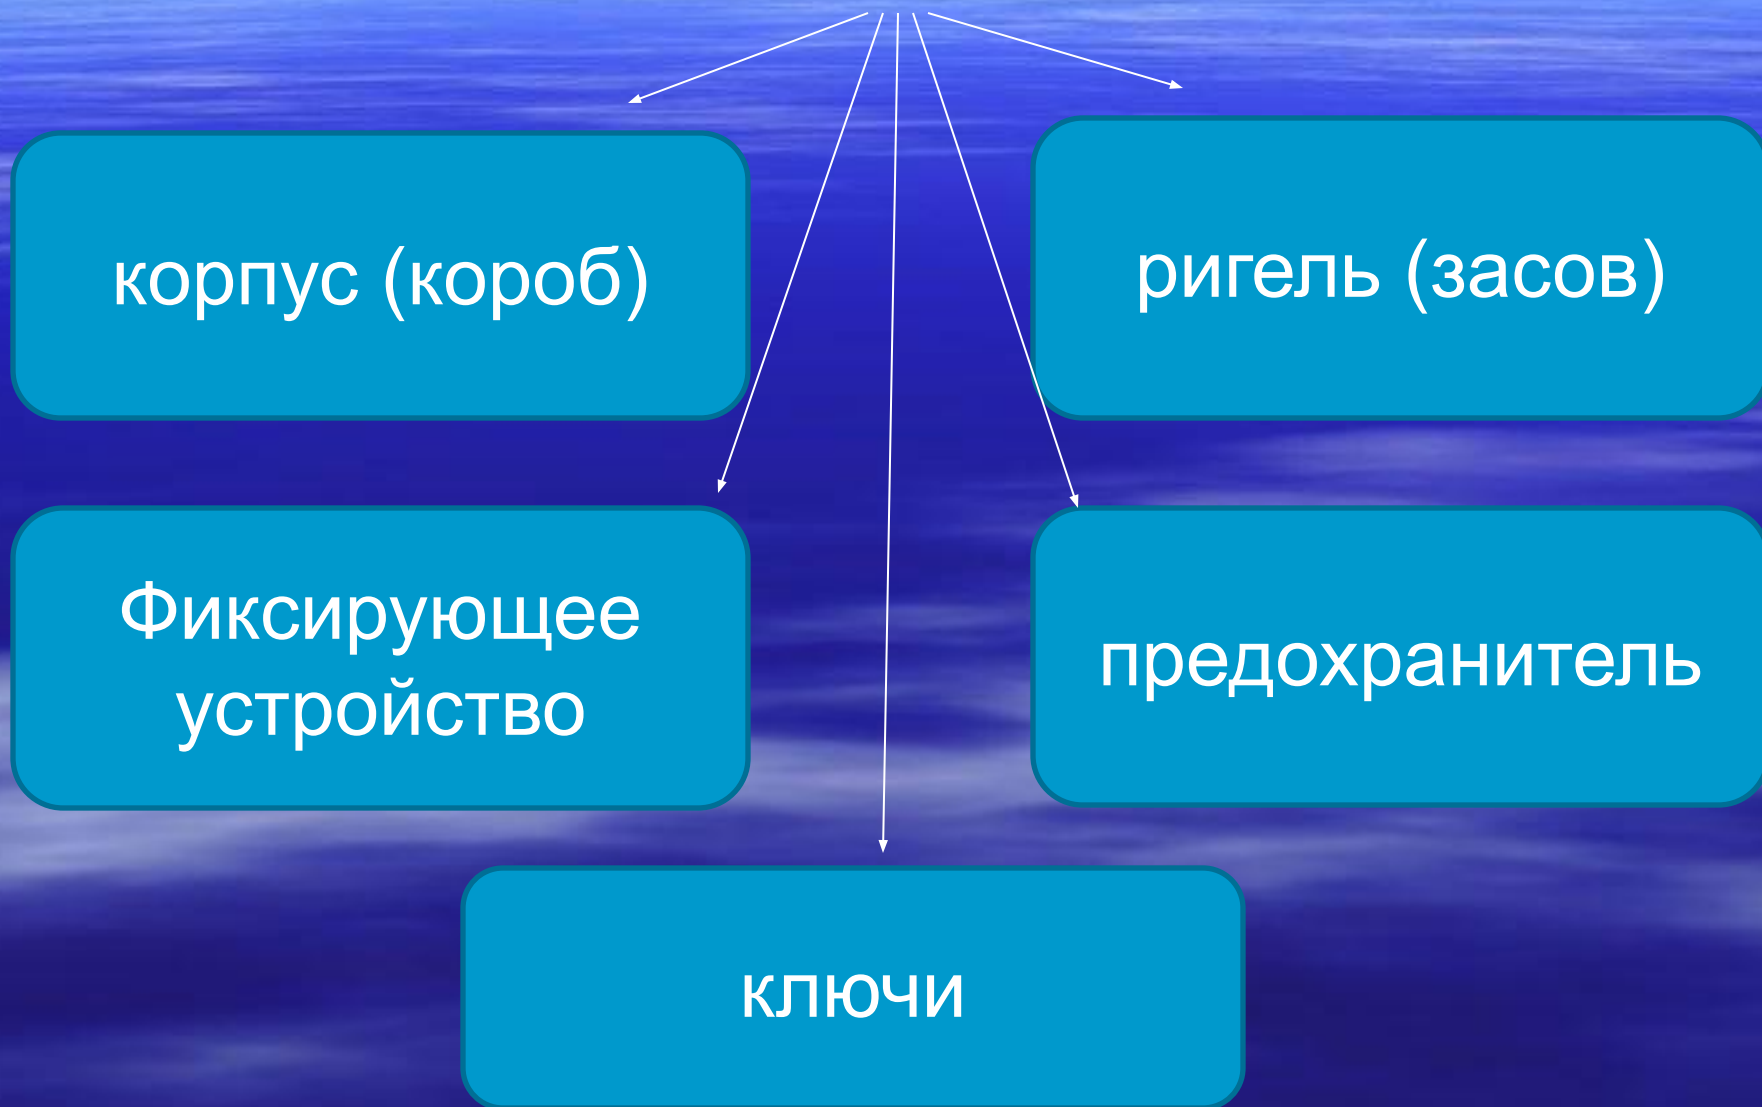 корпус (короб)
ригель (засов)
Фиксирующее
устройство
предохранитель
ключи